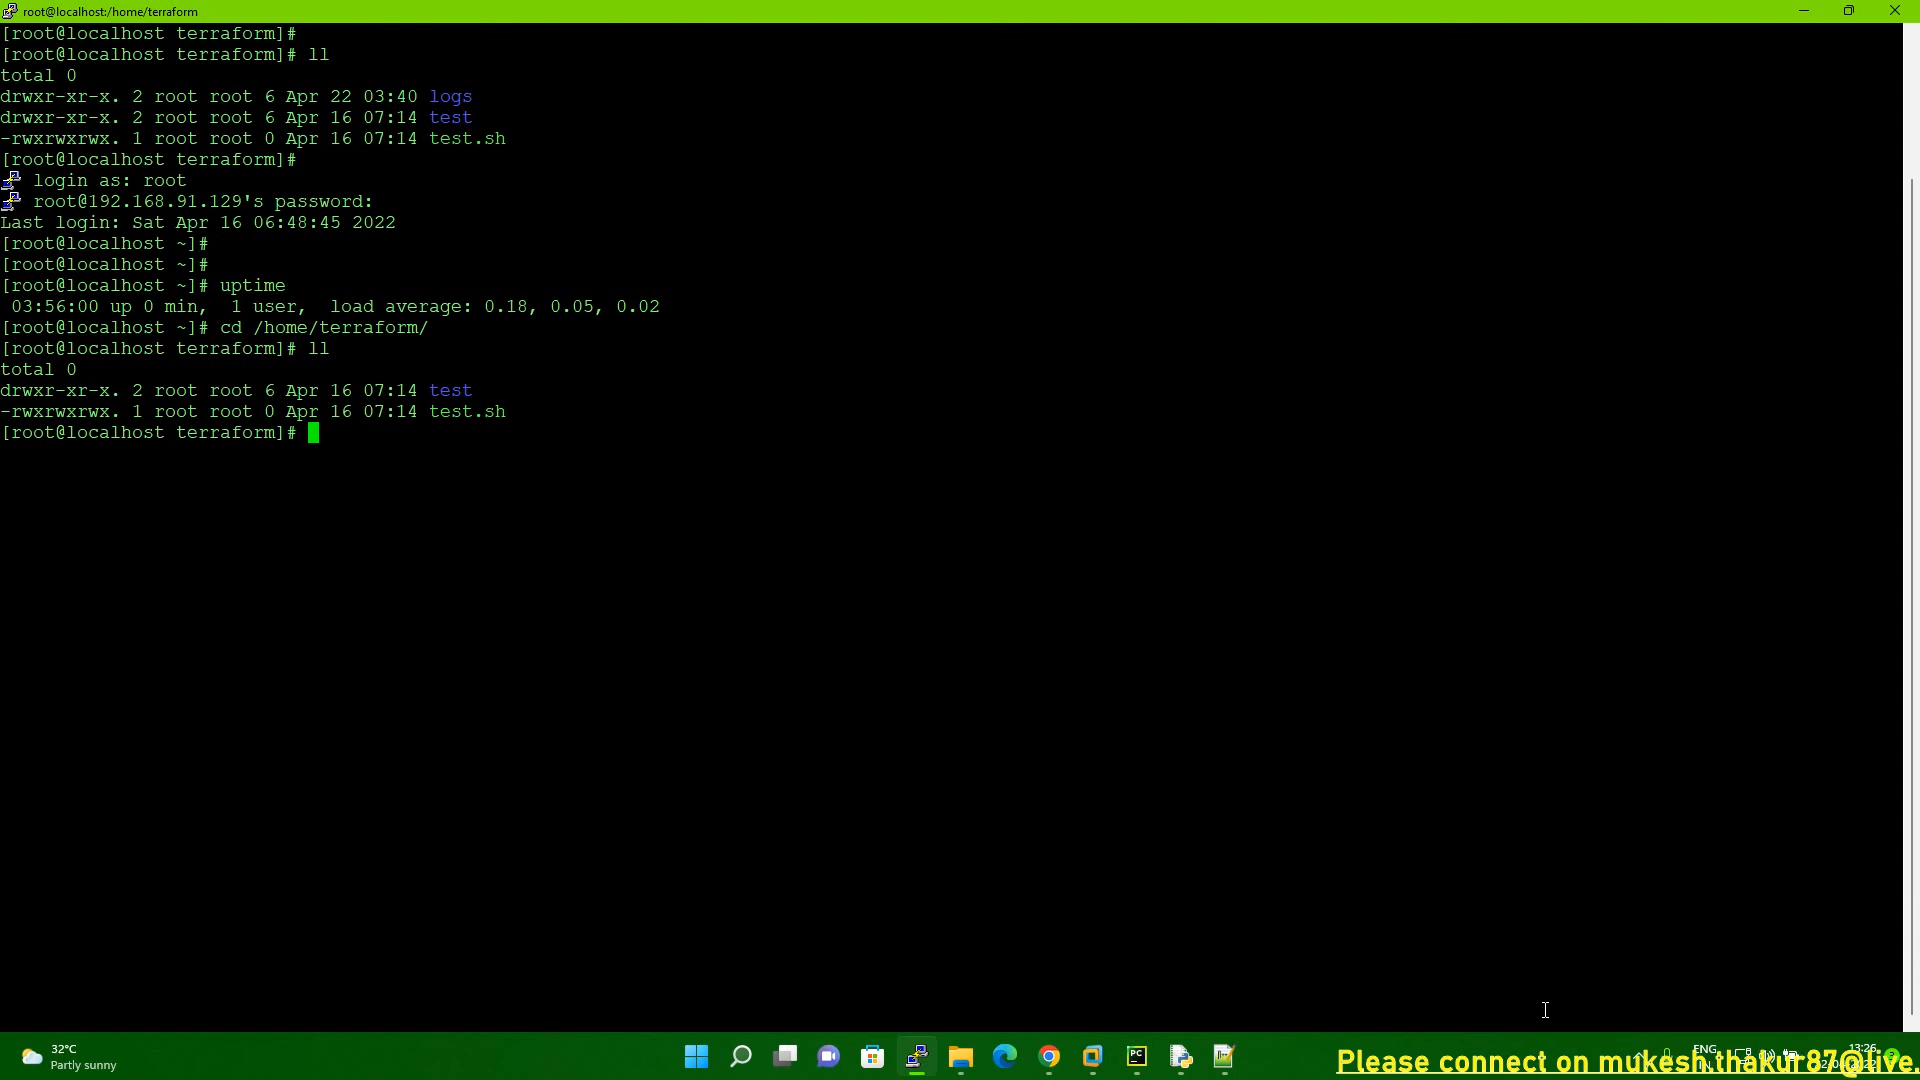 root@localhost:/home/terraform
[root@localhost terraform]#
[root@localhost terraform]# ll
total 0
drwxr-xr-x. 2 root root 6 Apr 22 03:40 logs
drwxr-xr-x. 2 root root 6 Apr 16 07:14 test
-rwxrwxrwx. 1 root root 0 Apr 16 07:14 test.sh
[root@localhost terraform]#
login as: root
root@192.168.91.129's password:
Last login: Sat Apr 16 06:48:45 2022
[root@localhost ~]#
[root@localhost ~]#
[root@localhost ~]# uptime
03:56:00 up 0 min, 1 user, load average: 0.18, 0.05, 0.02
[root@localhost ~]# cd /home/terraform/
[root@localhost terraform]# ll
total 0
drwxr-xr-x. 2 root root 6 Apr 16 07:14 test
-rwxrwxrwx. 1 root root 0 Apr 16 07:14 test.sh
[root@localhost terraform]#
32°C
Partly sunny
PC
ENG
13:26
Please connect on mukesh.thakur87@live.